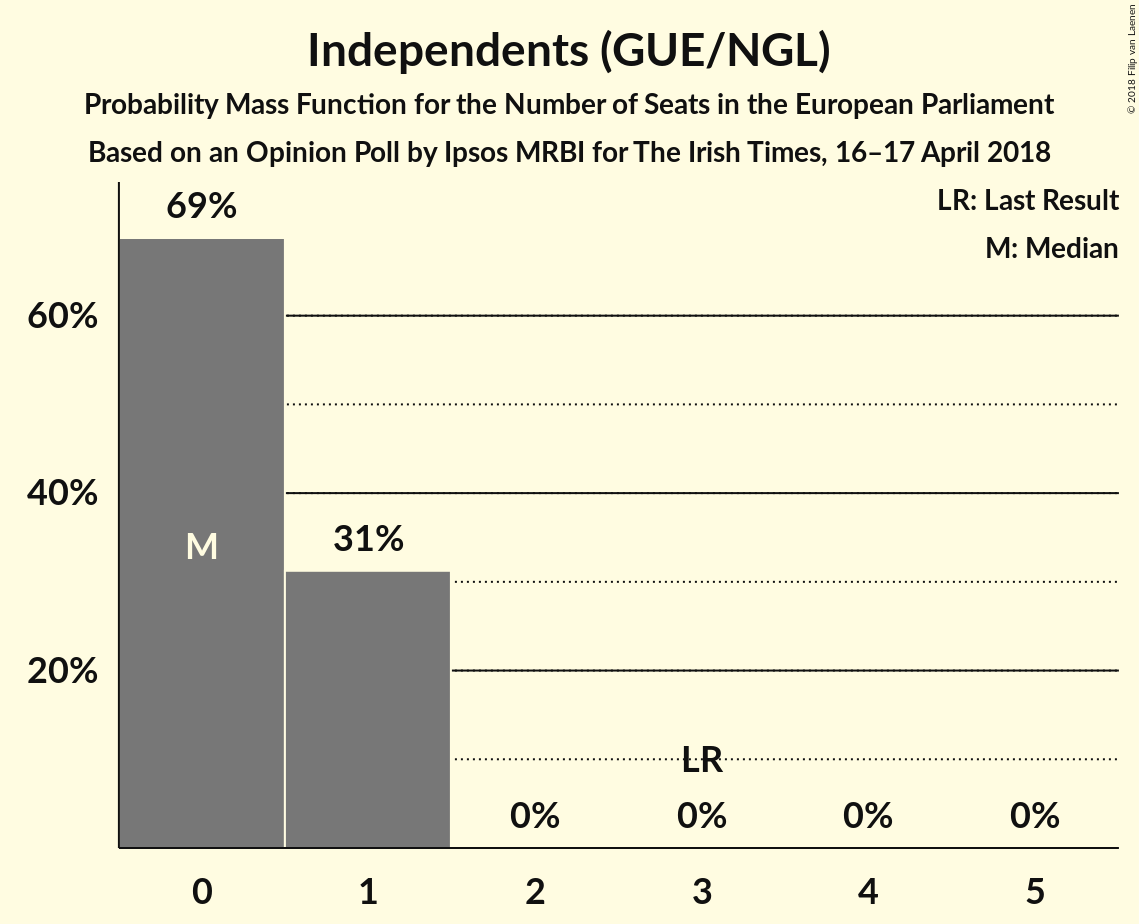 Independents (GUE/NGL)
Probability Mass Function for the Number of Seats in the European Parliament
Based on an Opinion Poll by Ipsos MRBI for The Irish Times, 16–17 April 2018
© 2018 Filip van Laenen
LR: Last Result
M: Median
69%
60%
40%
31%
M
20%
LR
0%
0%
0%
0%
0
1
2
3
4
5